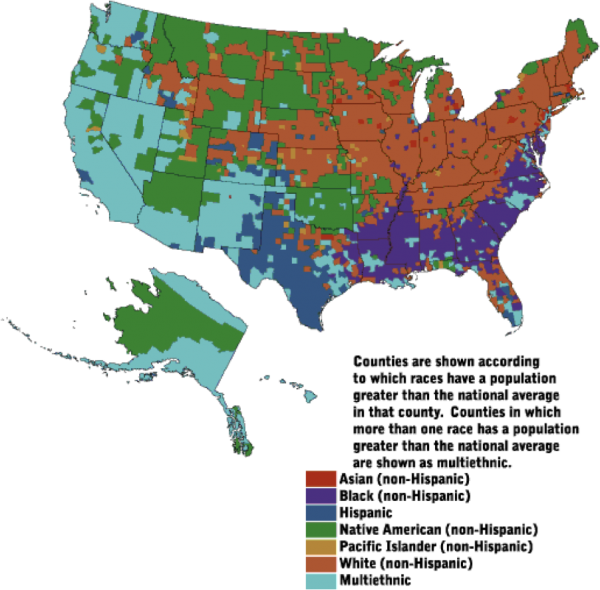 Counties are shown according
to which races have a population
greater than the national average
in that county. Counties in which
more than one race has a population
greater than the national average
are shown as multiethnic.
Asian (non-Hispanic)
Black (non-Hispanic)
Hispanic
Native American (non-Hispanic)
Pacific Islander (non-Hispanic)
White (non-Hispanic)
Multiethnic